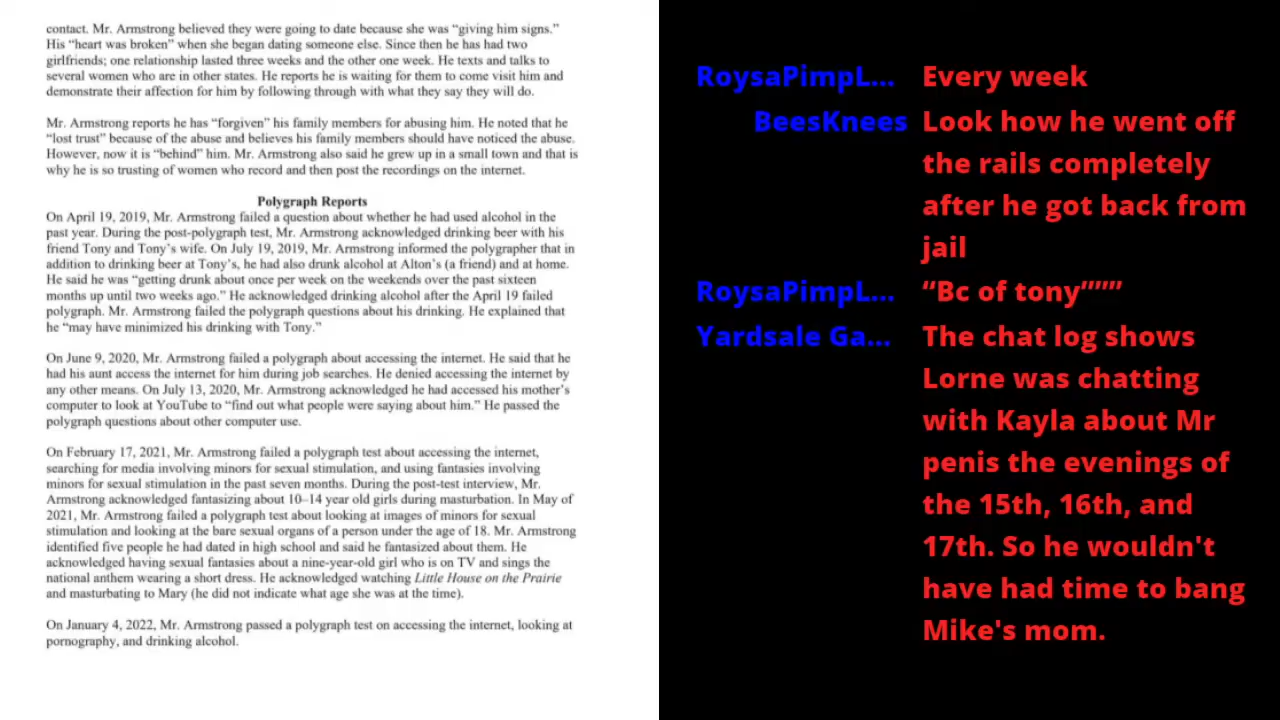 contact. Mr. Armstrong believed they were going to date because she was “giving him signs.”
His “heart was broken” when she began dating someone else. Since then he has had two
girlfriends; one relationship lasted three weeks and the other one week. He texts and talks to
several women who are in other states. He reports he is waiting for them to come visit him and
demonstrate their affection for him by following through with what they say they will do.
Mr. Armstrong reports he has “forgiven” his family members for abusing him. He noted that he
“lost trust” because of the abuse and believes his family members should have noticed the abuse.
However, now it is “behind” him. Mr. Armstrong also said he grew up in a small town and that is
why he is so trusting of women who record and then post the recordings on the internet.
Polygraph Reports
On April 19, 2019, Mr. Armstrong failed a question about whether he had used alcohol in the
past year. During the post-polygraph test, Mr. Armstrong acknowledged drinking beer with his
friend Tony and Tony’s wife. On July 19, 2019, Mr. Armstrong informed the polygrapher that in
addition to drinking beer at Tony’s, he had also drunk alcohol at Alton’s (a friend) and at home.
He said he was “getting drunk about once per week on the weekends over the past sixteen
months up until two weeks ago.” He acknowledged drinking alcohol after the April 19 failed
polygraph. Mr. Armstrong failed the polygraph questions about his drinking. He explained that
he “may have minimized his drinking with Tony.”
On June 9, 2020, Mr. Armstrong failed a polygraph about accessing the internet. He said that he
had his aunt access the internet for him during job searches. He denied accessing the internet by
any other means. On July 13, 2020, Mr. Armstrong acknowledged he had accessed his mother’s
computer to look at YouTube to “find out what people were saying about him.” He passed the
polygraph questions about other computer use.
On February 17, 2021, Mr. Armstrong failed a polygraph test about accessing the internet,
searching for media involving minors for sexual stimulation, and using fantasies involving
minors for sexual stimulation in the past seven months. During the post-test interview, Mr.
Armstrong acknowledged fantasizing about 10–14 year old girls during masturbation. In May of
2021, Mr. Armstrong failed a polygraph test about looking at images of minors for sexual
stimulation and looking at the bare sexual organs of a person under the age of 18. Mr. Armstrong
identified five people he had dated in high school and said he fantasized about them. He
acknowledged having sexual fantasies about a nine-year-old girl who is on TV and sings the
national anthem wearing a short dress. He acknowledged watching Little House on the Prairie
and masturbating to Mary (he did not indicate what age she was at the time).
On January 4, 2022, Mr. Armstrong passed a polygraph test on accessing the internet, looking at
pornography, and drinking alcohol.
RoysaPimpL... Every week
BeesKnees Look how he went off
the rails completely
after he got back from
jail
RoysaPimpL... “Bc of tony”””
Yardsale Ga... The chat log shows
Lorne was chatting
with Kayla about Mr
penis the evenings of
the 15th, 16th, and
17th. So he wouldn't
have had time to bang
Mike's mom.